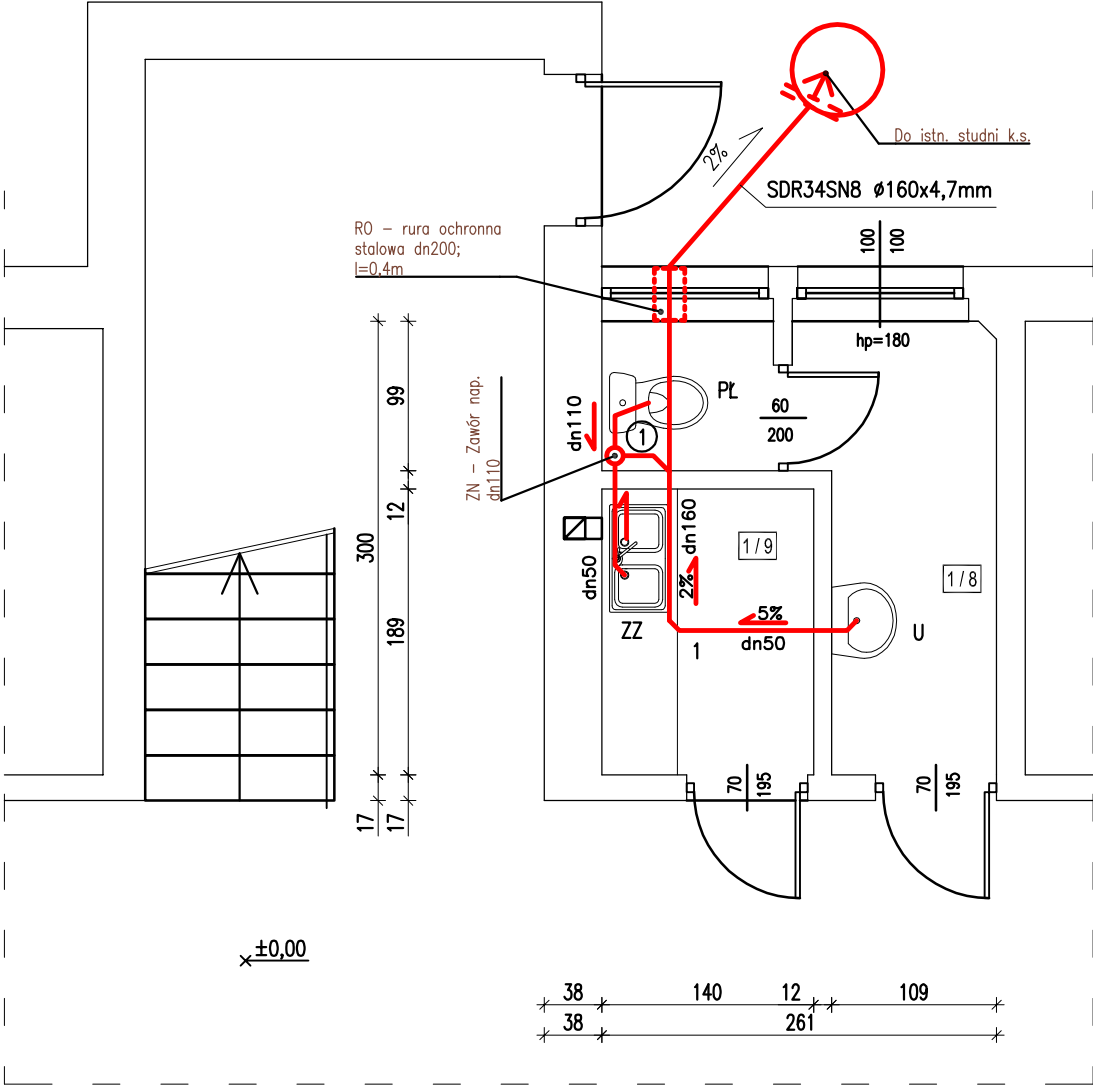 Do istn. studni k.s.
2%
SDR34SN8 ø160x4,7mm
RO – rura ochronna
stalowa dn200;
l=0,4m
100
100
hp=180
99
ZN – Zawór nap.
dn110
dn110
PŁ
1
60
200
12
300
dn160
1/9
dn50
2%
1/8
189
ZZ
5%
U
dn50
1
70
195
70
195
17
17
±0,00
38
140
12
109
38
261